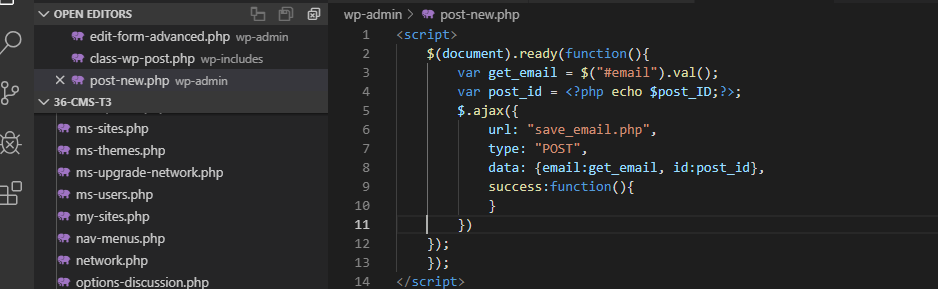 OPEN EDITORS
edit-form-advanced.php wp-admin
class-wp-post.php wp-includes
post-new.php wp-admin
36-CMS-T3
ms-sites.php
ms-themes.php
ms-upgrade-network.php
ms-users.php
my-sites.php
nav-menus.php
network.php
options-discussion.php
wp-admin > post-new.php
1 <script>
2 $(document).ready(function(){
3 var get_email = $("#email").val();
4 var post_id = <?php echo $post_ID;?>;
5 $.ajax({
6 url: "save_email.php",
7 type: "POST",
8 data: {email:get_email, id:post_id},
9 success:function(){
10 }
11 })
12 });
13 });
14 </script>